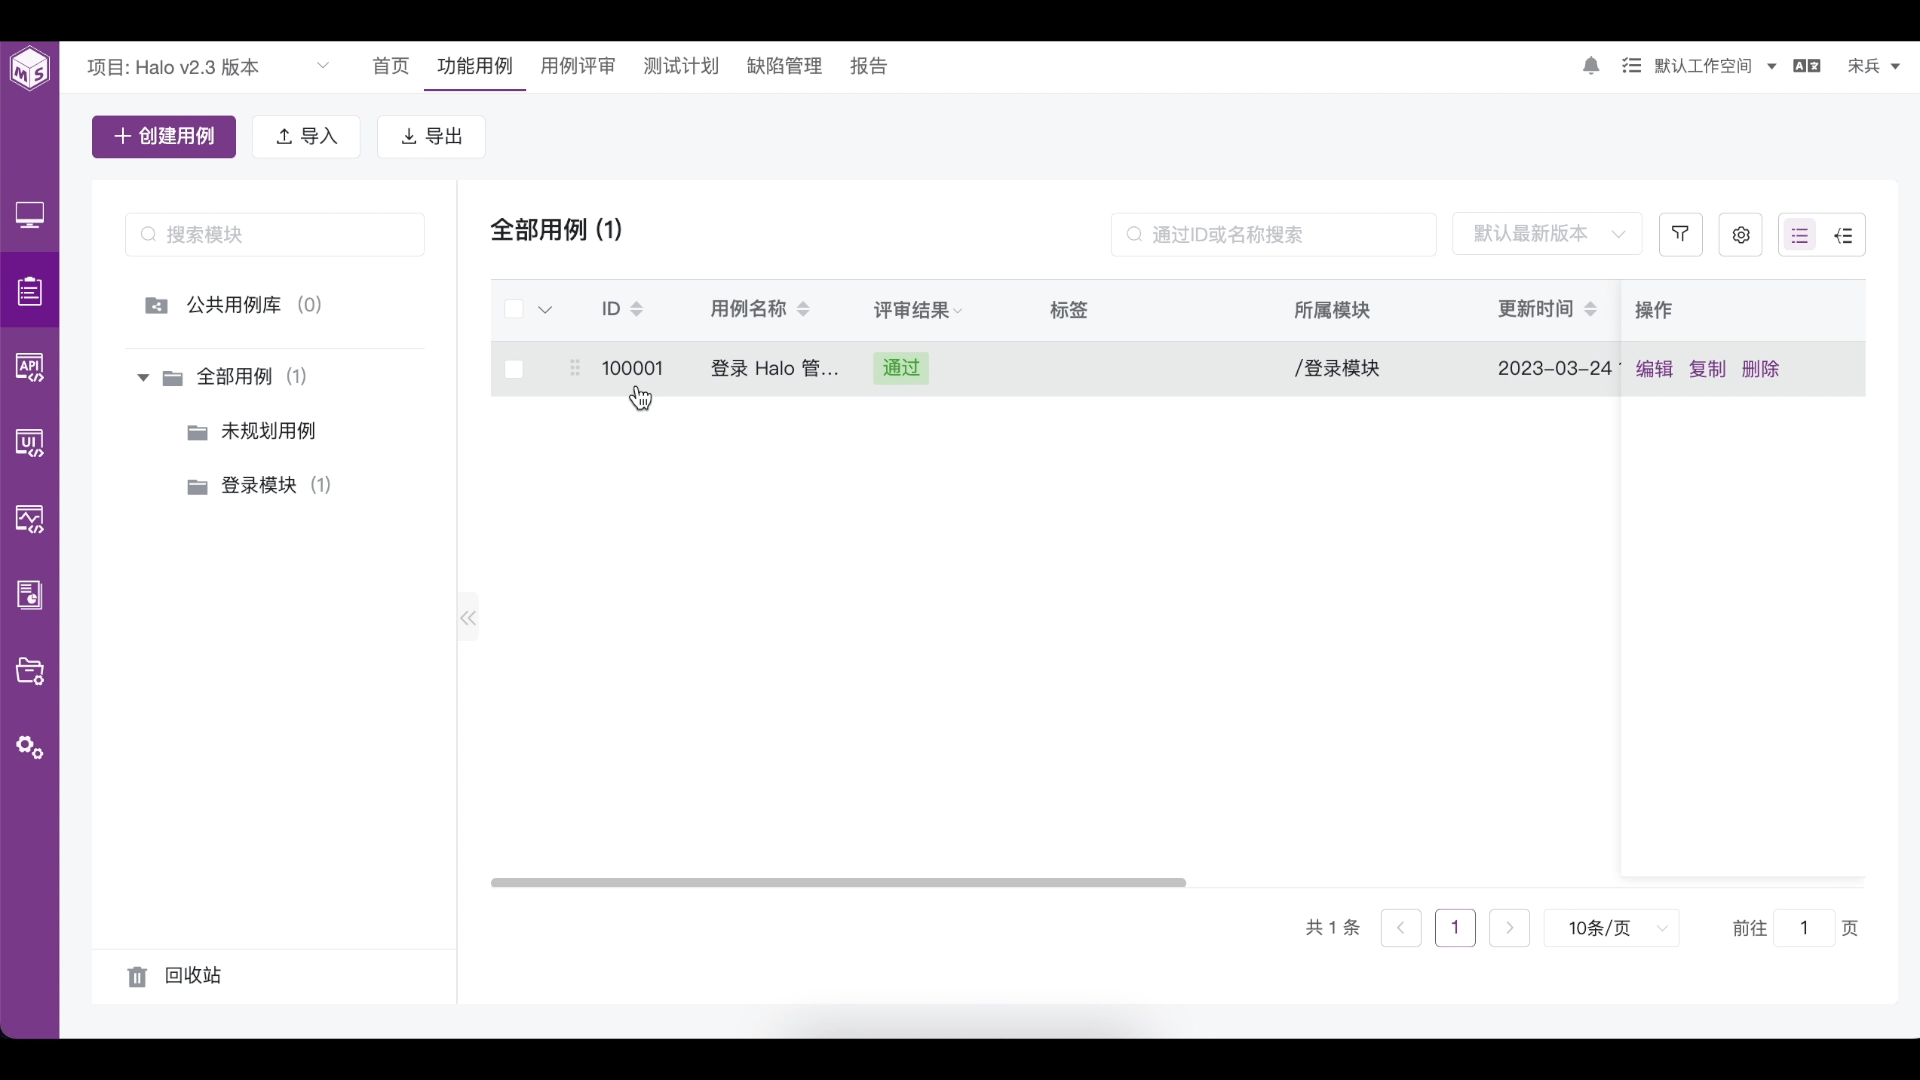 MS
项目: Halo v2.3 版本
首页
功能用例
用例评审
测试计划
缺陷管理
报告
默认工作空间
宋兵
创建用例
导入
导出
API
UI
搜索模块
公共用例库 (0)
全部用例 (1)
未规划用例
登录模块 (1)
回收站
全部用例 (1)
通过ID或名称搜索
默认最新版本
ID 用例名称 评审结果 标签 所属模块 更新时间 操作
100001 登录 Halo 管... 通过 /登录模块 2023-03-24 编辑 复制 删除
共 1 条 1 10条/页 前往 1 页